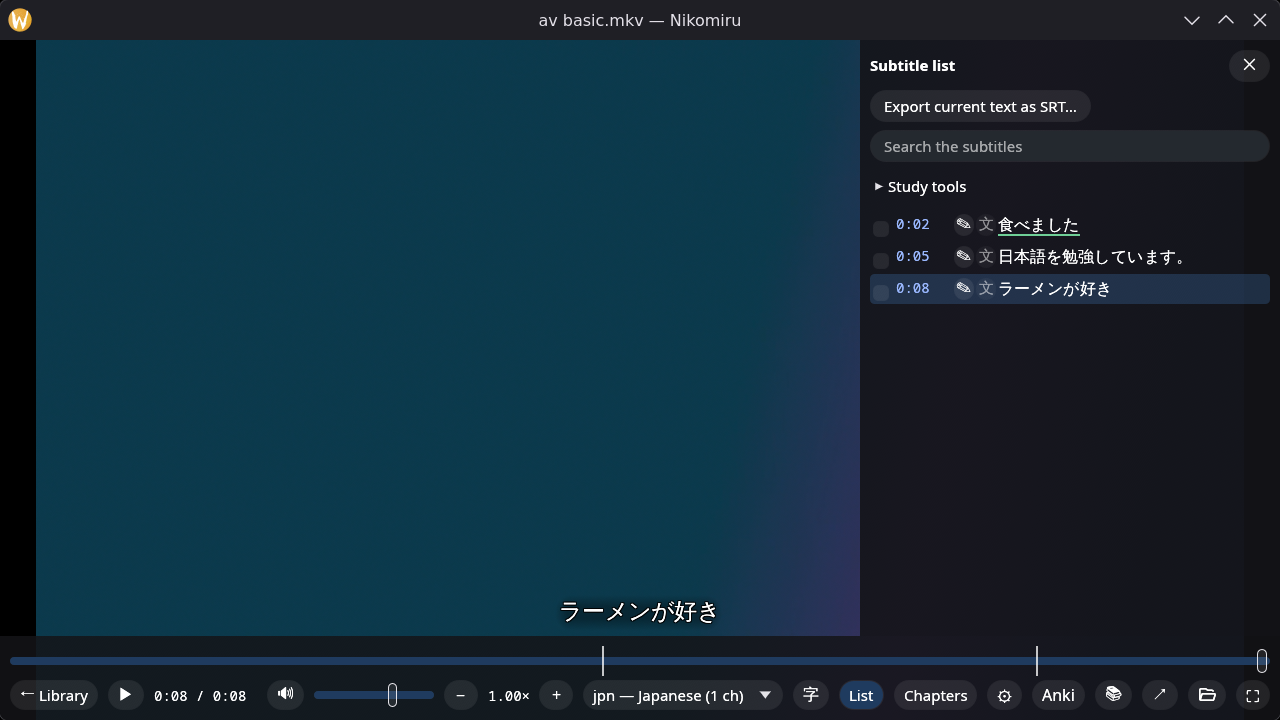 av basic.mkv — Nikomiru
Subtitle list
Export current text as SRT...
Search the subtitles
Study tools
0:02 文 食べました
0:05 文 日本語を勉強しています。
0:08 文 ラーメンが好き
ラーメンが好き
← Library 0:08 / 0:08 − 1.00× + jpn — Japanese (1 ch) 字 List Chapters Anki